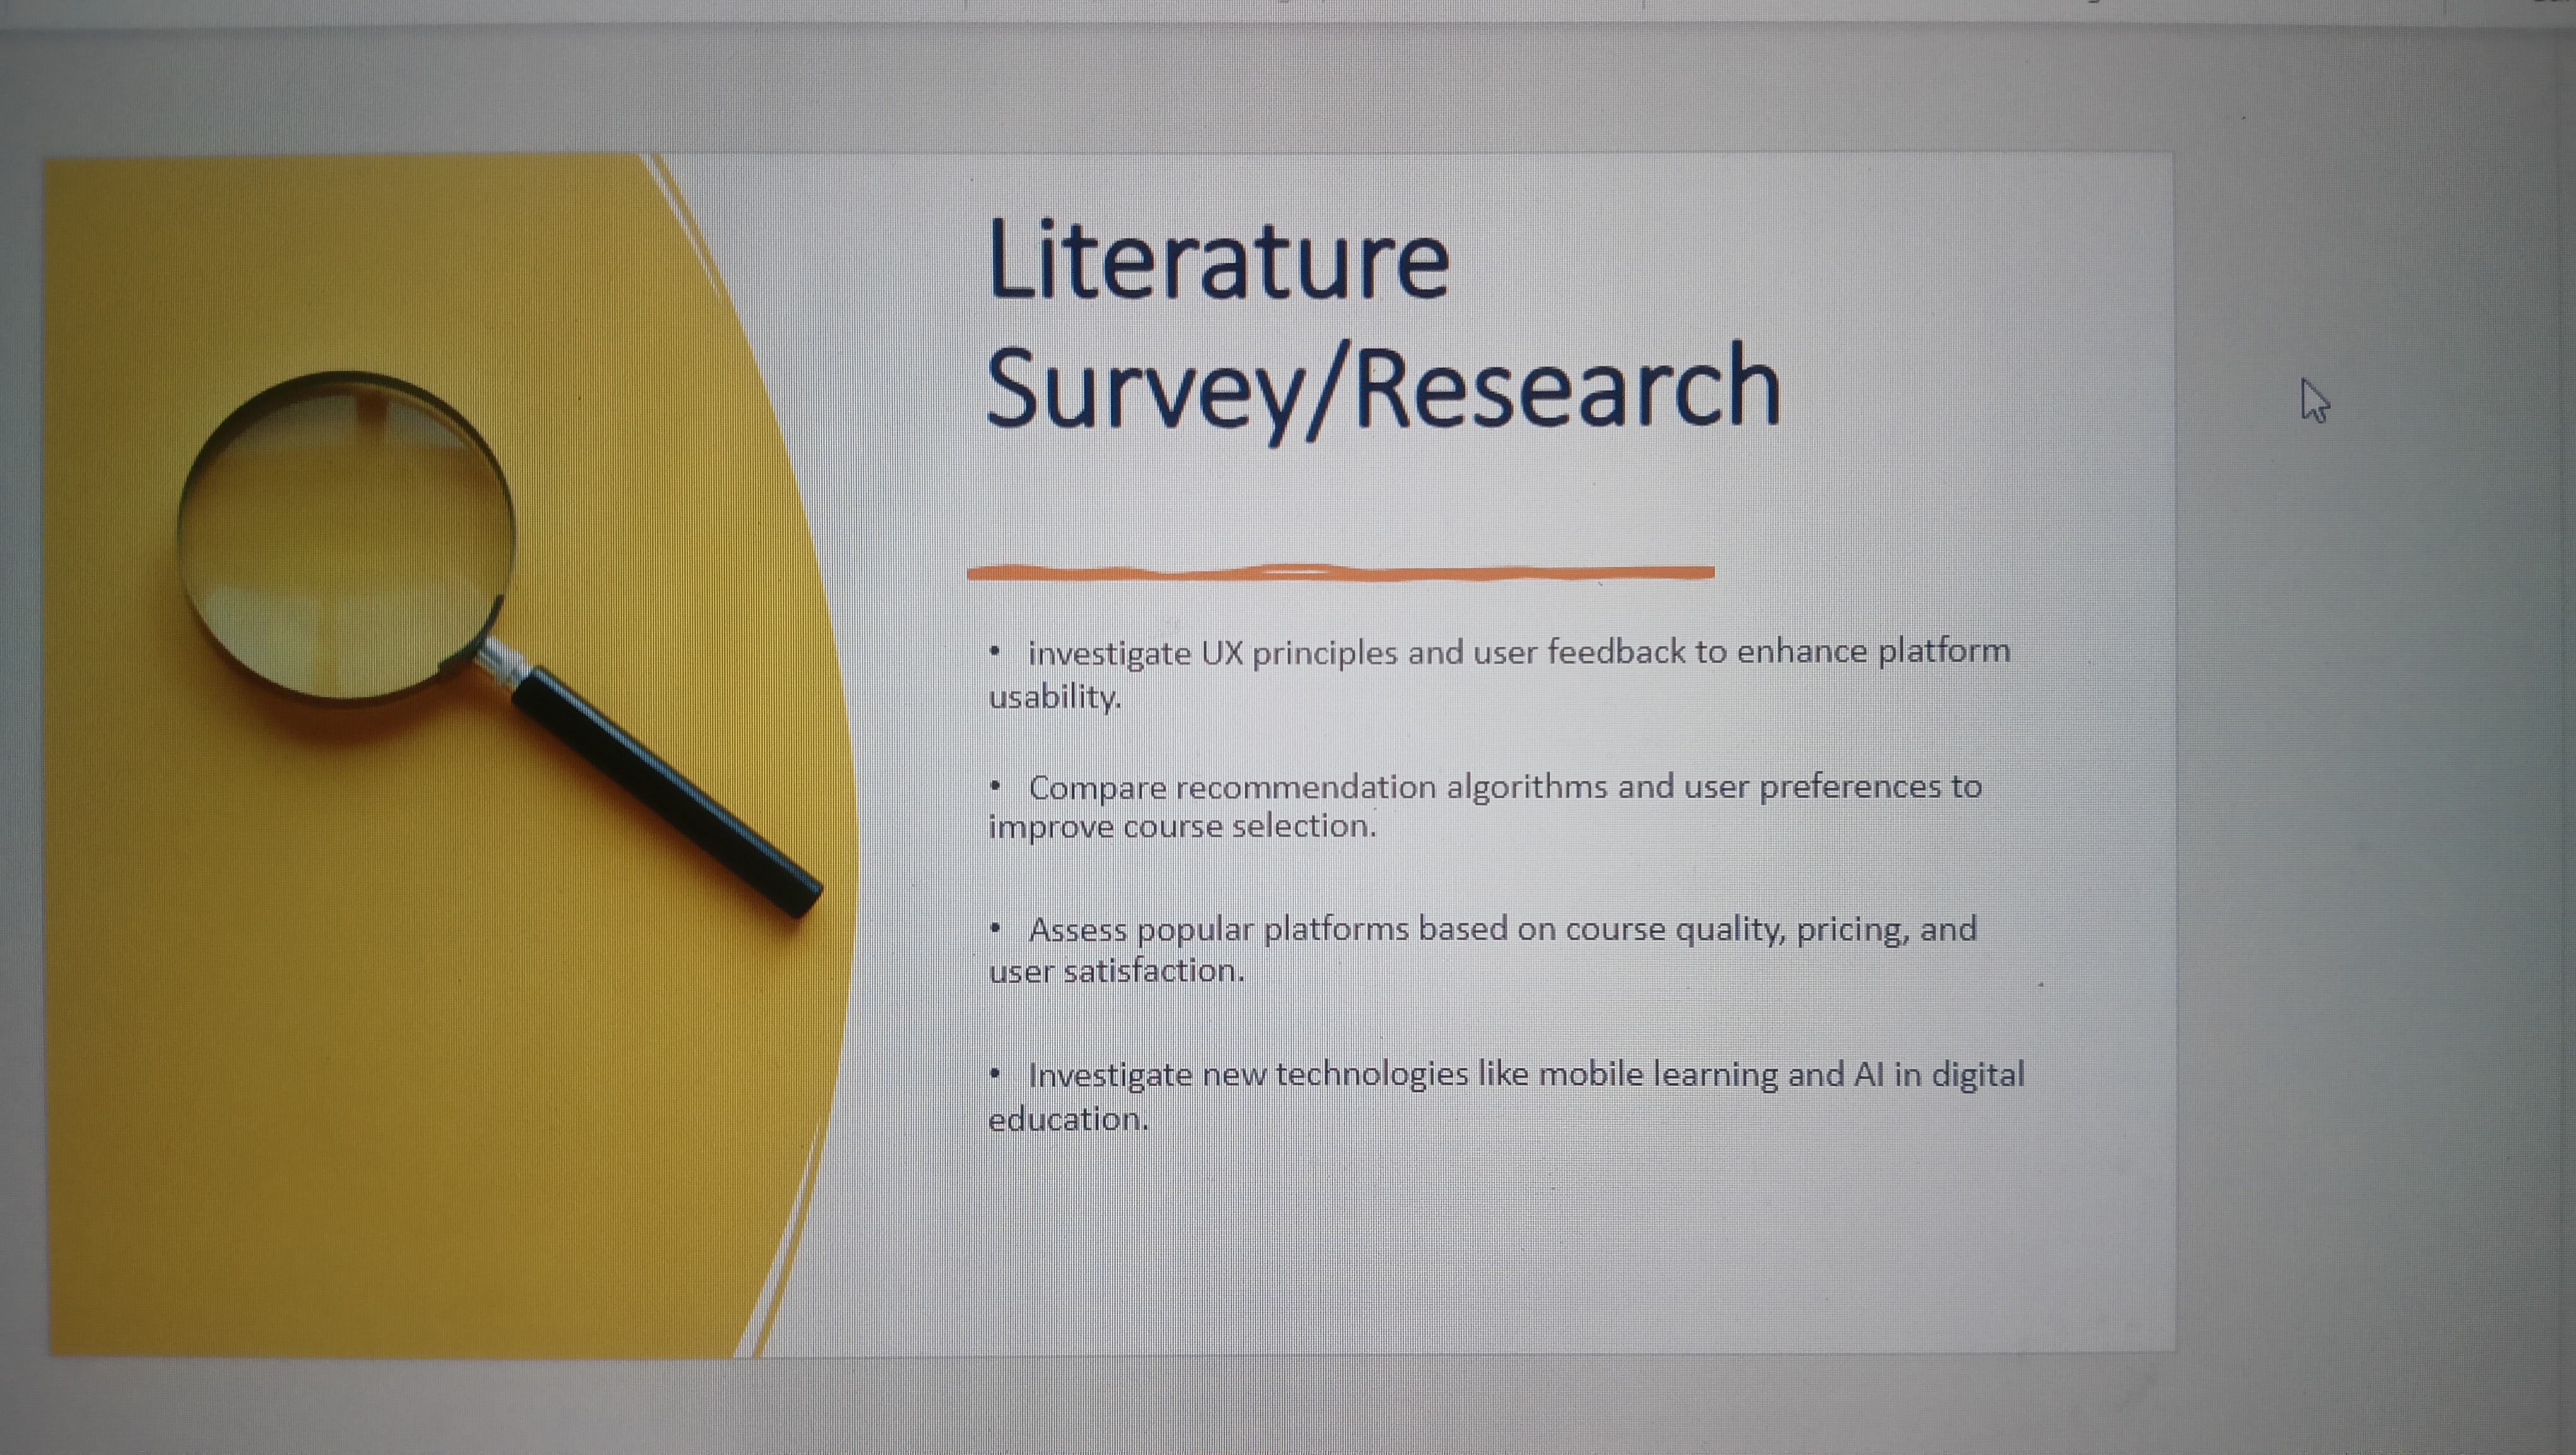 Literature
Survey/Research
• investigate UX principles and user feedback to enhance platform
usability.
• Compare recommendation algorithms and user preferences to
improve course selection.
• Assess popular platforms based on course quality, pricing, and
user satisfaction.
• Investigate new technologies like mobile learning and AI in digital
education.